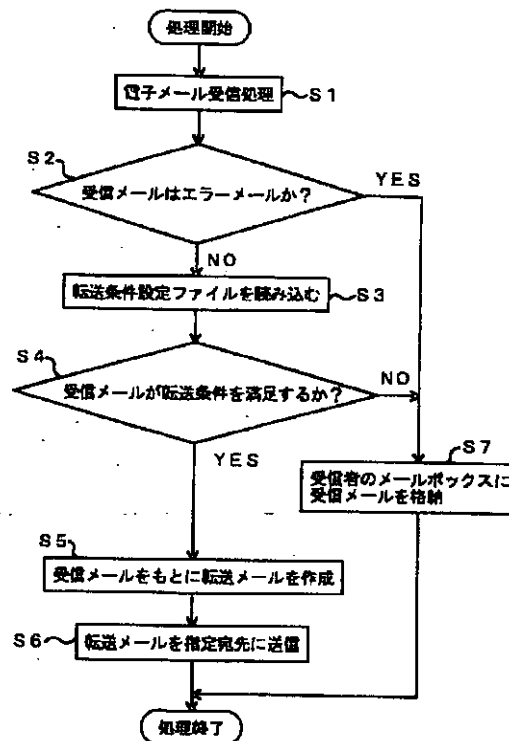 処理開始
電子メール受信処理
S1
S2
受信メールはエラーメールか?
YES
NO
転送条件設定ファイルを読み込む
S3
S4
受信メールが転送条件を満足するか?
NO
YES
S7
受信者のメールボックスに
受信メールを格納
S5
受信メールをもとに転送メールを作成
S6
転送メールを指定宛先に送信
処理終了